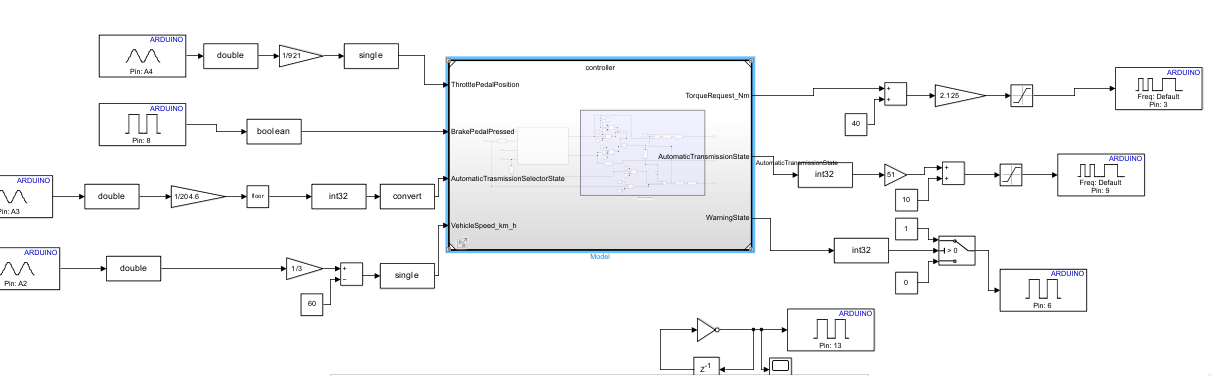 ARDUINO
Pin: A4
double
1/921
single
ARDUINO
Pin: 8
boolean
ARDUINO
Pin: A3
double
1/204.6
floor
int32
convert
ARDUINO
Pin: A2
double
1/3
+
−
60
single
controller
ThrottlePedalPosition
BrakePedalPressed
AutomaticTrasmissionSelectorState
VehicleSpeed_km_h
TorqueRequest_Nm
AutomaticTransmissionState
WarningState
Model
+
+
40
2.125
ARDUINO
Freq: Default
Pin: 3
AutomaticTransmissionState
int32
51
+
+
10
ARDUINO
Freq: Default
Pin: 9
int32
1
> 0
0
ARDUINO
Pin: 6
ARDUINO
Pin: 13
z-1